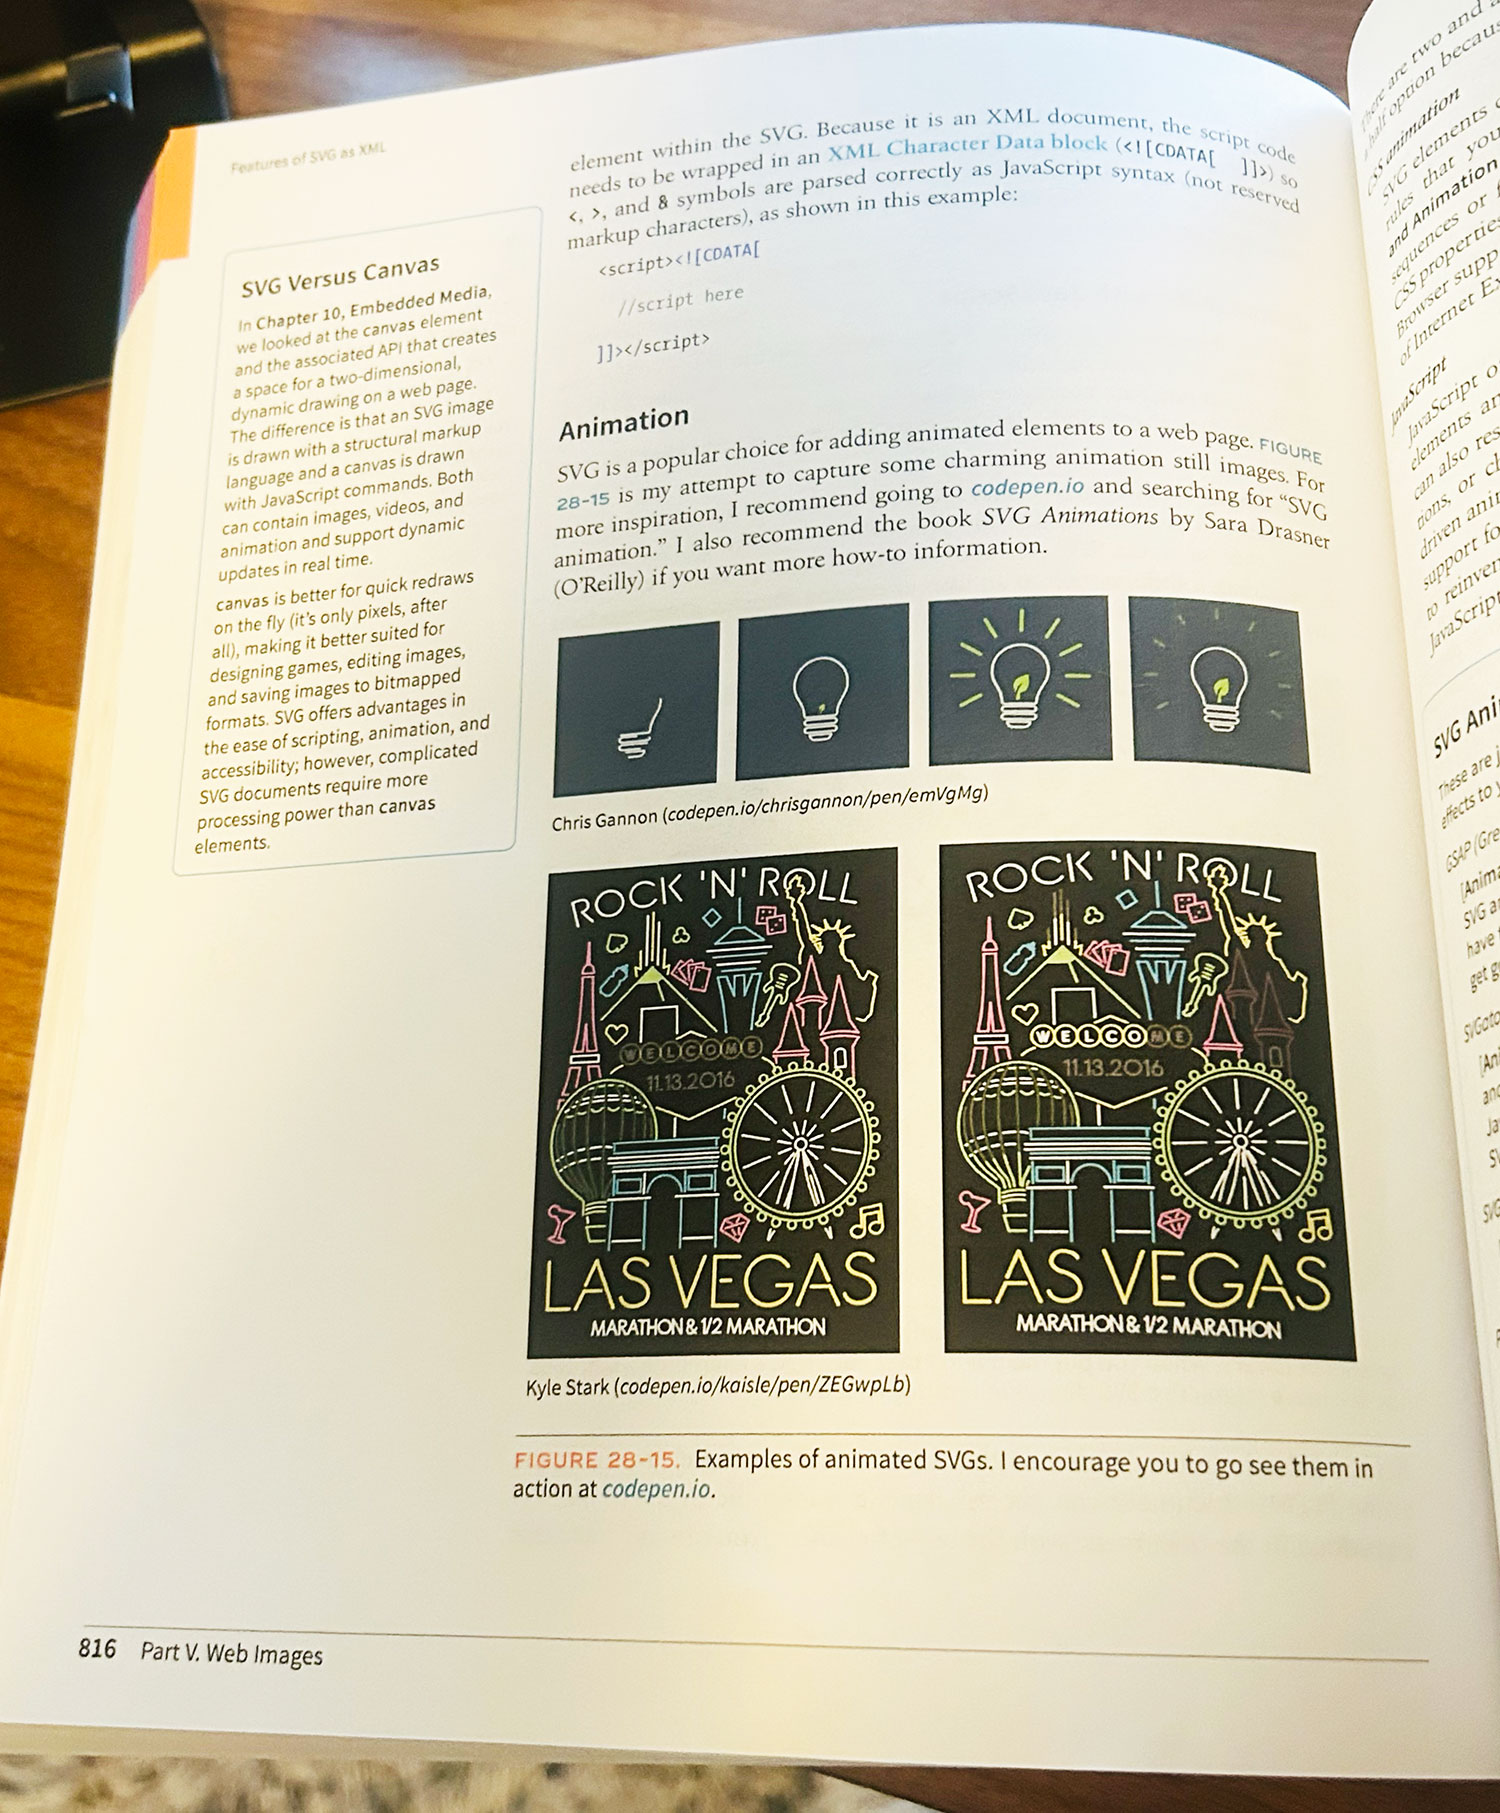 Features of SVG as XML
element within the SVG. Because it is an XML document, the script code
needs to be wrapped in an XML Character Data block (<![CDATA[ ]]>) so
<, >, and & symbols are parsed correctly as JavaScript syntax (not reserved
markup characters), as shown in this example:
<script><![CDATA[
//script here
]]></script>
SVG Versus Canvas
In Chapter 10, Embedded Media,
we looked at the canvas element
and the associated API that creates
a space for a two-dimensional,
dynamic drawing on a web page.
The difference is that an SVG image
is drawn with a structural markup
language and a canvas is drawn
with JavaScript commands. Both
can contain images, videos, and
animation and support dynamic
updates in real time.
canvas is better for quick redraws
on the fly (it's only pixels, after
all), making it better suited for
designing games, editing images,
and saving images to bitmapped
formats. SVG offers advantages in
the ease of scripting, animation, and
accessibility; however, complicated
SVG documents require more
processing power than canvas
elements.
Animation
SVG is a popular choice for adding animated elements to a web page. FIGURE
28-15 is my attempt to capture some charming animation still images. For
more inspiration, I recommend going to codepen.io and searching for “SVG
animation.” I also recommend the book SVG Animations by Sara Drasner
(O'Reilly) if you want more how-to information.
Chris Gannon (codepen.io/chrisgannon/pen/emVgMg)
ROCK 'N' ROLL
WELCOME
11.13.2016
LAS VEGAS
MARATHON & 1/2 MARATHON
ROCK 'N' ROLL
WELCOME
11.13.2016
LAS VEGAS
MARATHON & 1/2 MARATHON
Kyle Stark (codepen.io/kaisle/pen/ZEGwpLb)
FIGURE 28-15. Examples of animated SVGs. I encourage you to go see them in
action at codepen.io.
816 Part V. Web Images
there are two and a
half option becaus
CSS animation
SVG elements
rules that you
and Animation
sequences or
CSS properties
Browser supp
of Internet Ex
JavaScript
JavaScript
elements an
can also res
tions, or
driven anim
support fo
to reinven
JavaScript
SVG Ani
These are
effects to
GSAP (Gre
[Anima
SVG a
have
get g
SVGato
[An
and
Ja
SV
SVG